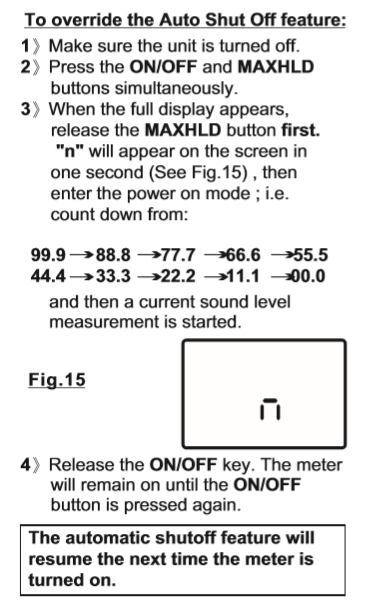 To override the Auto Shut Off feature:
1〉 Make sure the unit is turned off.
2〉 Press the ON/OFF and MAXHLD
buttons simultaneously.
3〉 When the full display appears,
release the MAXHLD button first.
"n" will appear on the screen in
one second (See Fig.15) , then
enter the power on mode ; i.e.
count down from:
99.9→88.8→77.7→66.6→55.5
44.4→33.3→22.2→11.1→00.0
and then a current sound level
measurement is started.
Fig.15
n
4〉 Release the ON/OFF key. The meter
will remain on until the ON/OFF
button is pressed again.
The automatic shutoff feature will
resume the next time the meter is
turned on.